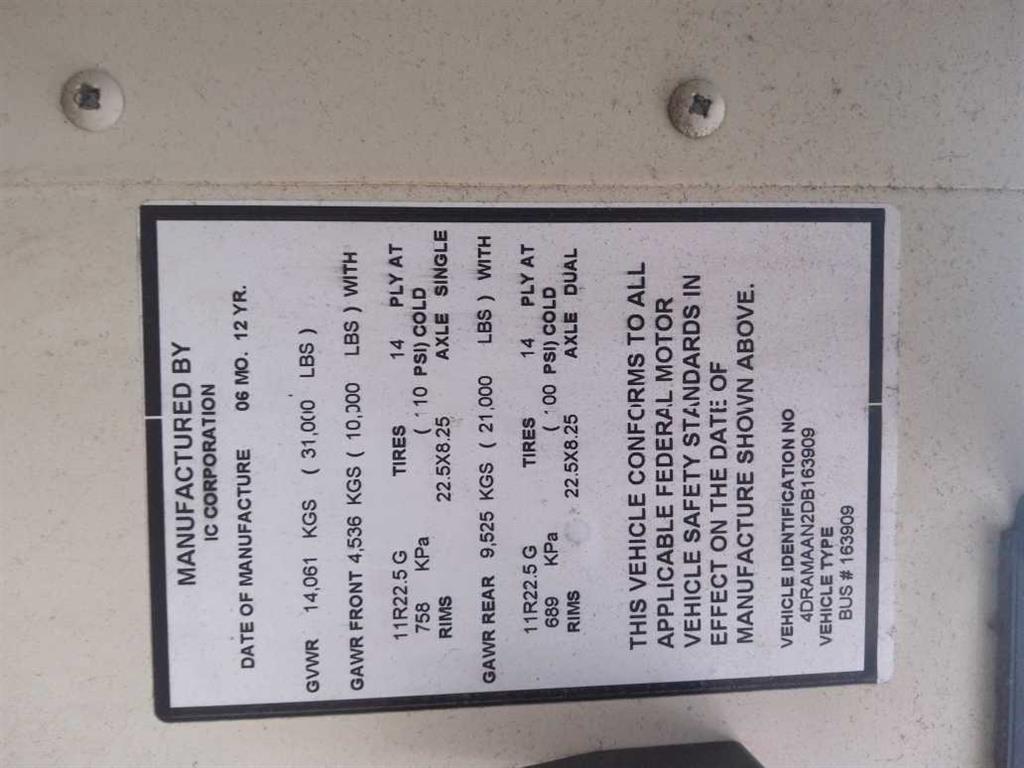 MANUFACTURED BY
IC CORPORATION
DATE OF MANUFACTURE 06 MO. 12 YR.
GVWR 14,061 KGS ( 31,000 LBS )
GAWR FRONT 4,536 KGS ( 10,000 LBS ) WITH
11R22.5 G TIRES 14 PLY AT
758 KPa ( 110 PSI) COLD
RIMS 22.5X8.25 AXLE SINGLE
GAWR REAR 9,525 KGS ( 21,000 LBS ) WITH
11R22.5 G TIRES 14 PLY AT
689 KPa ( 100 PSI) COLD
RIMS 22.5X8.25 AXLE DUAL
THIS VEHICLE CONFORMS TO ALL
APPLICABLE FEDERAL MOTOR
VEHICLE SAFETY STANDARDS IN
EFFECT ON THE DATE OF
MANUFACTURE SHOWN ABOVE.
VEHICLE IDENTIFICATION NO
4DRAMAAN2DB163909
VEHICLE TYPE
BUS # 163909